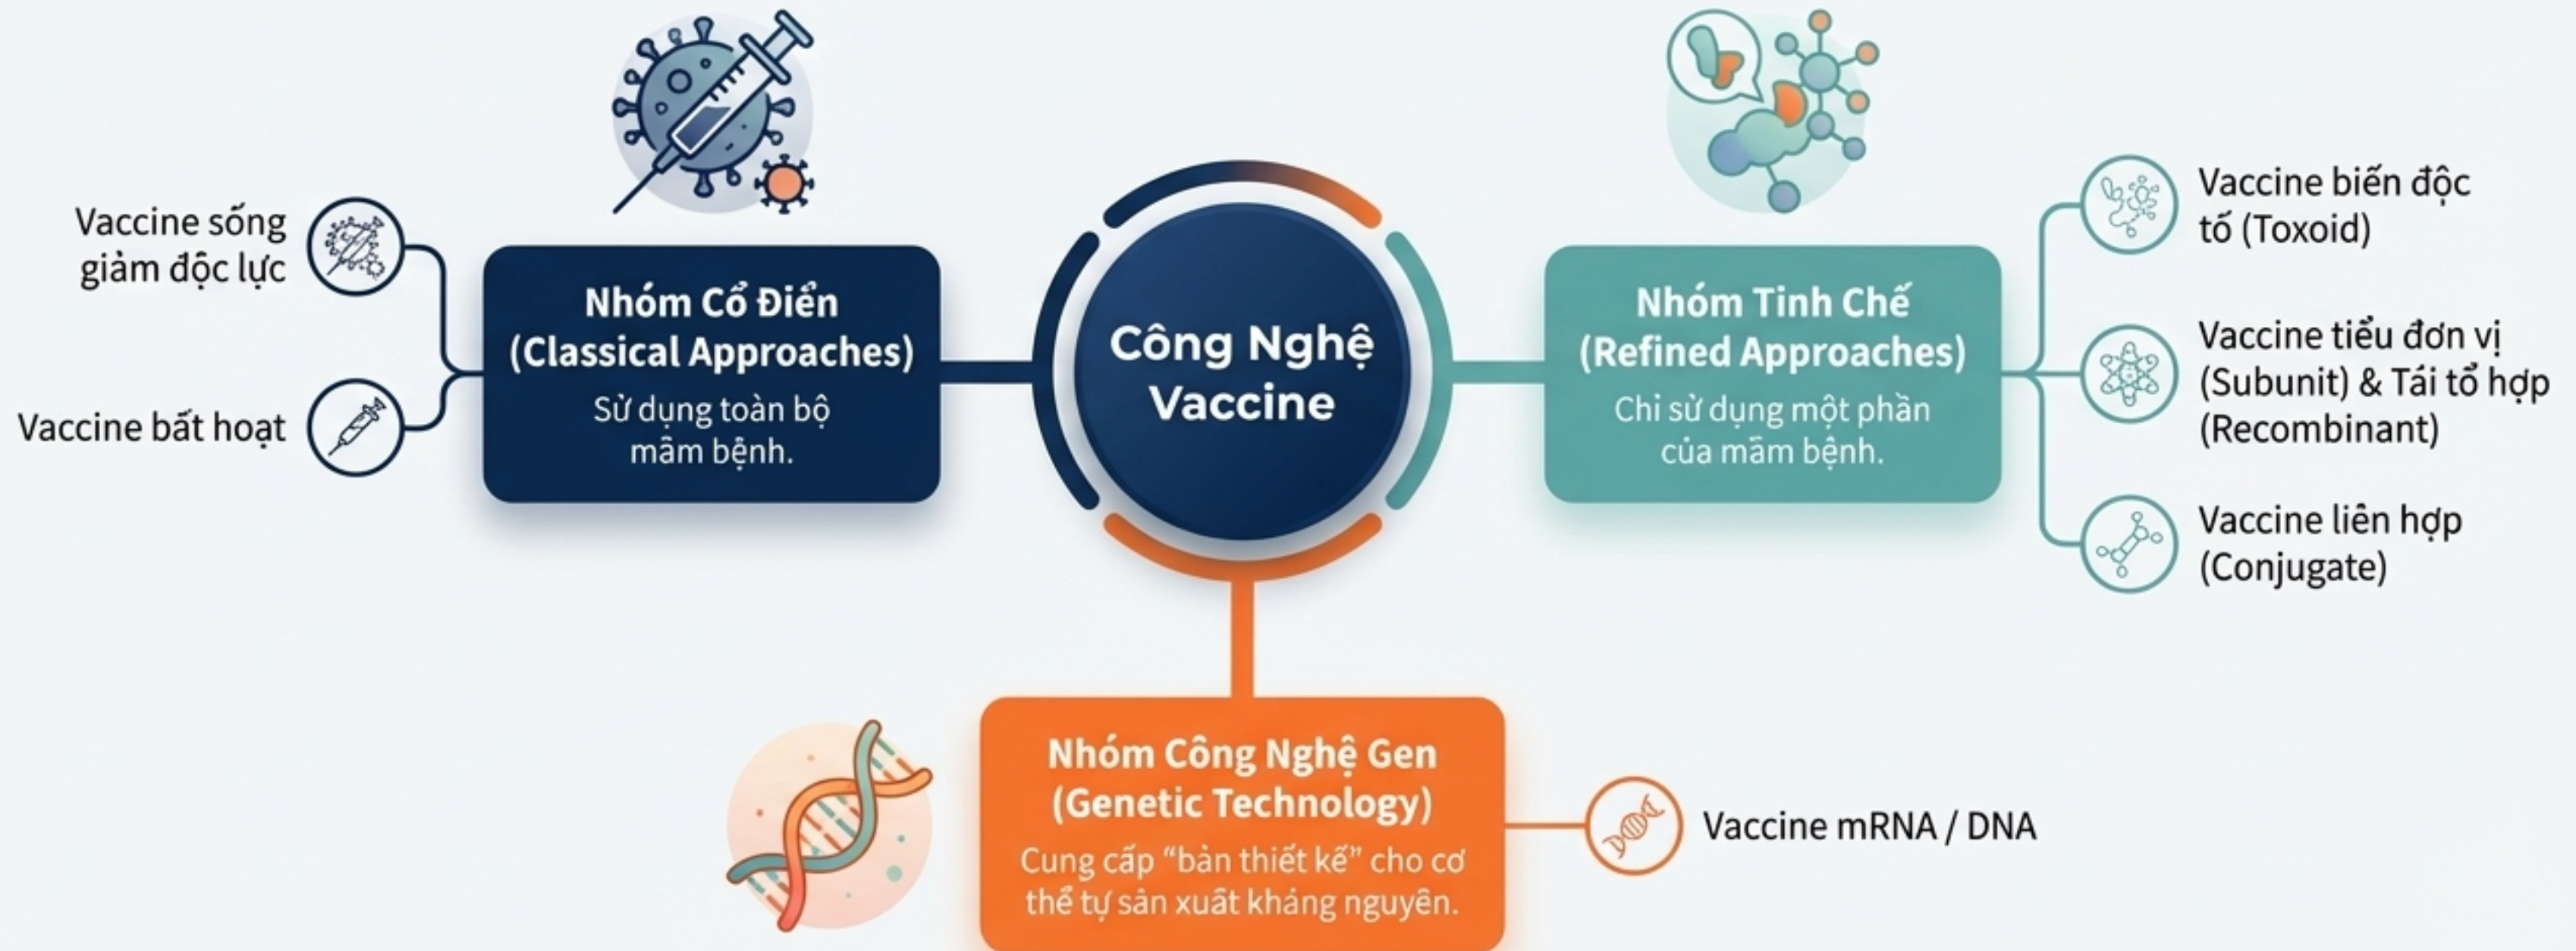 Vaccine sống
giảm độc lực
Vaccine bất hoạt
Nhóm Cổ Điển
(Classical Approaches)
Sử dụng toàn bộ
mầm bệnh.
Công Nghệ
Vaccine
Nhóm Tinh Chế
(Refined Approaches)
Chỉ sử dụng một phần
của mầm bệnh.
Vaccine biến độc
tố (Toxoid)
Vaccine tiểu đơn vị
(Subunit) & Tái tổ hợp
(Recombinant)
Vaccine liên hợp
(Conjugate)
Nhóm Công Nghệ Gen
(Genetic Technology)
Cung cấp “bản thiết kế” cho cơ
thể tự sản xuất kháng nguyên.
Vaccine mRNA / DNA